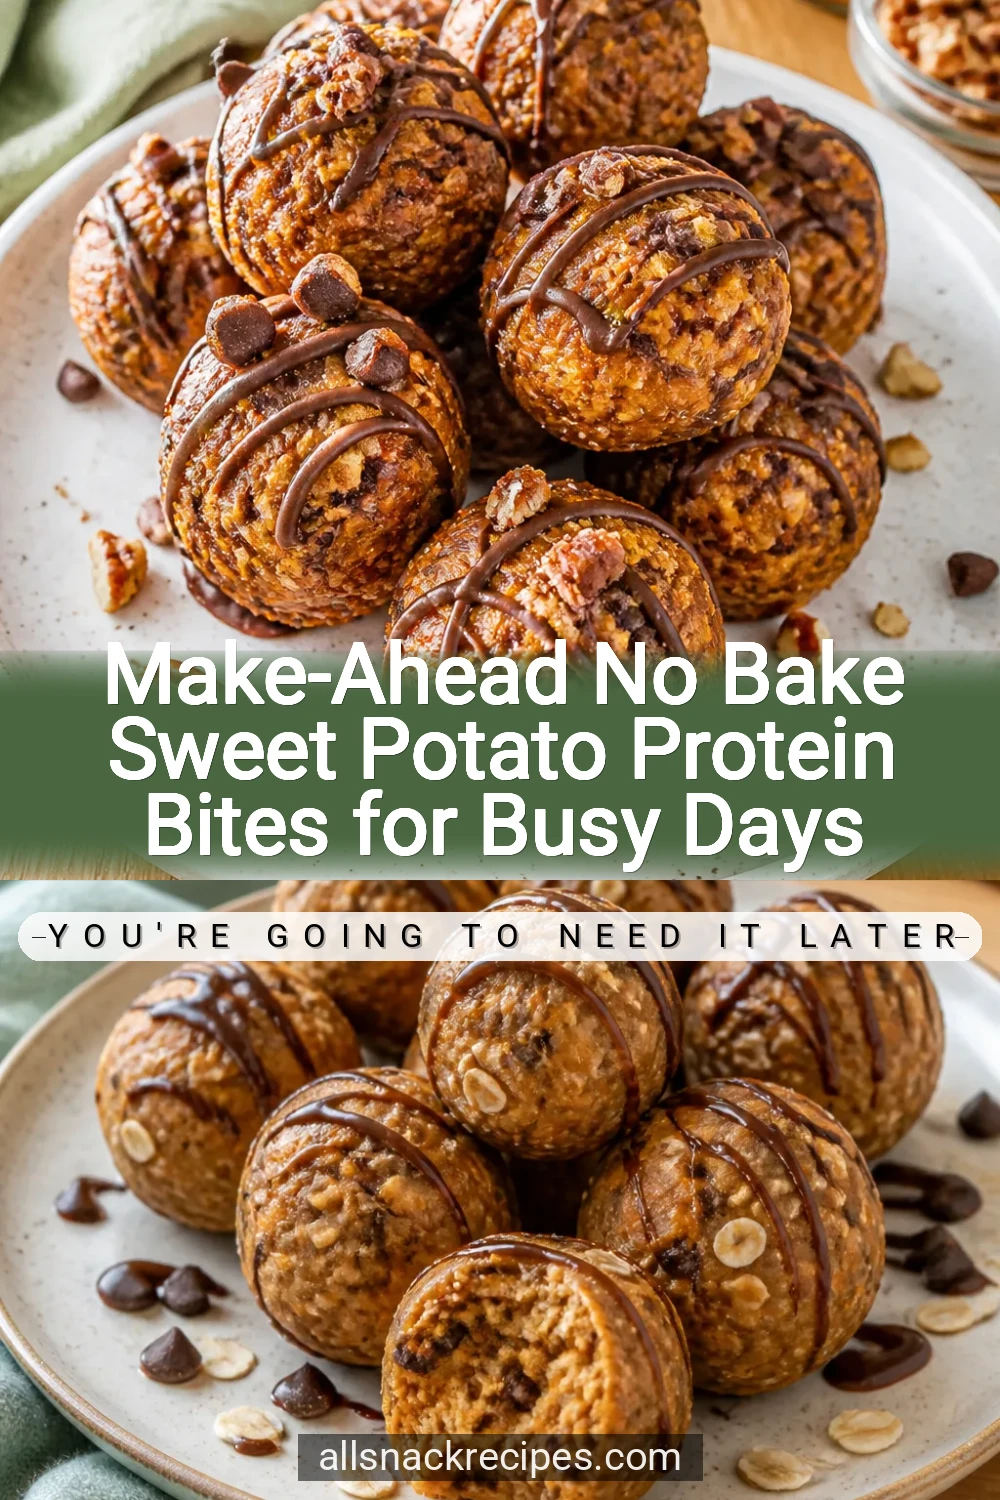 Make-Ahead No Bake
Sweet Potato Protein
Bites for Busy Days
-YOU'RE GOING TO NEED IT LATER-
allsnackrecipes.com